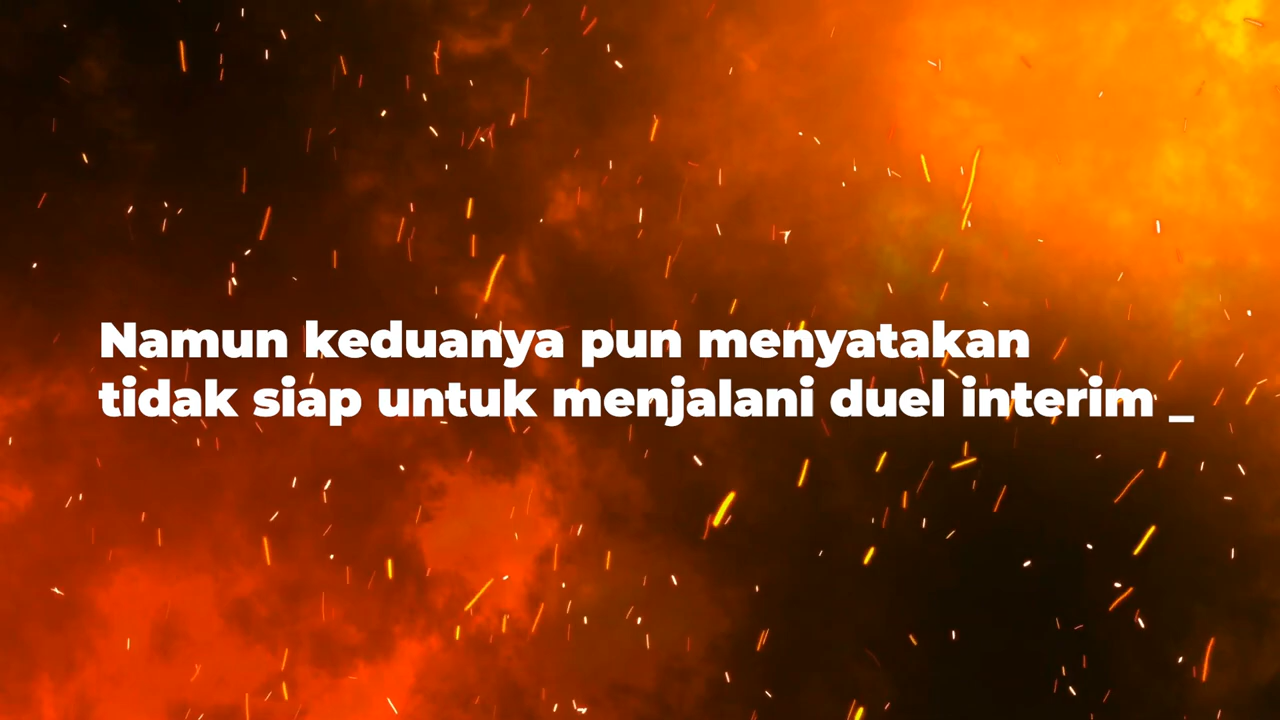 Namun keduanya pun menyatakan
tidak siap untuk menjalani duel interim _